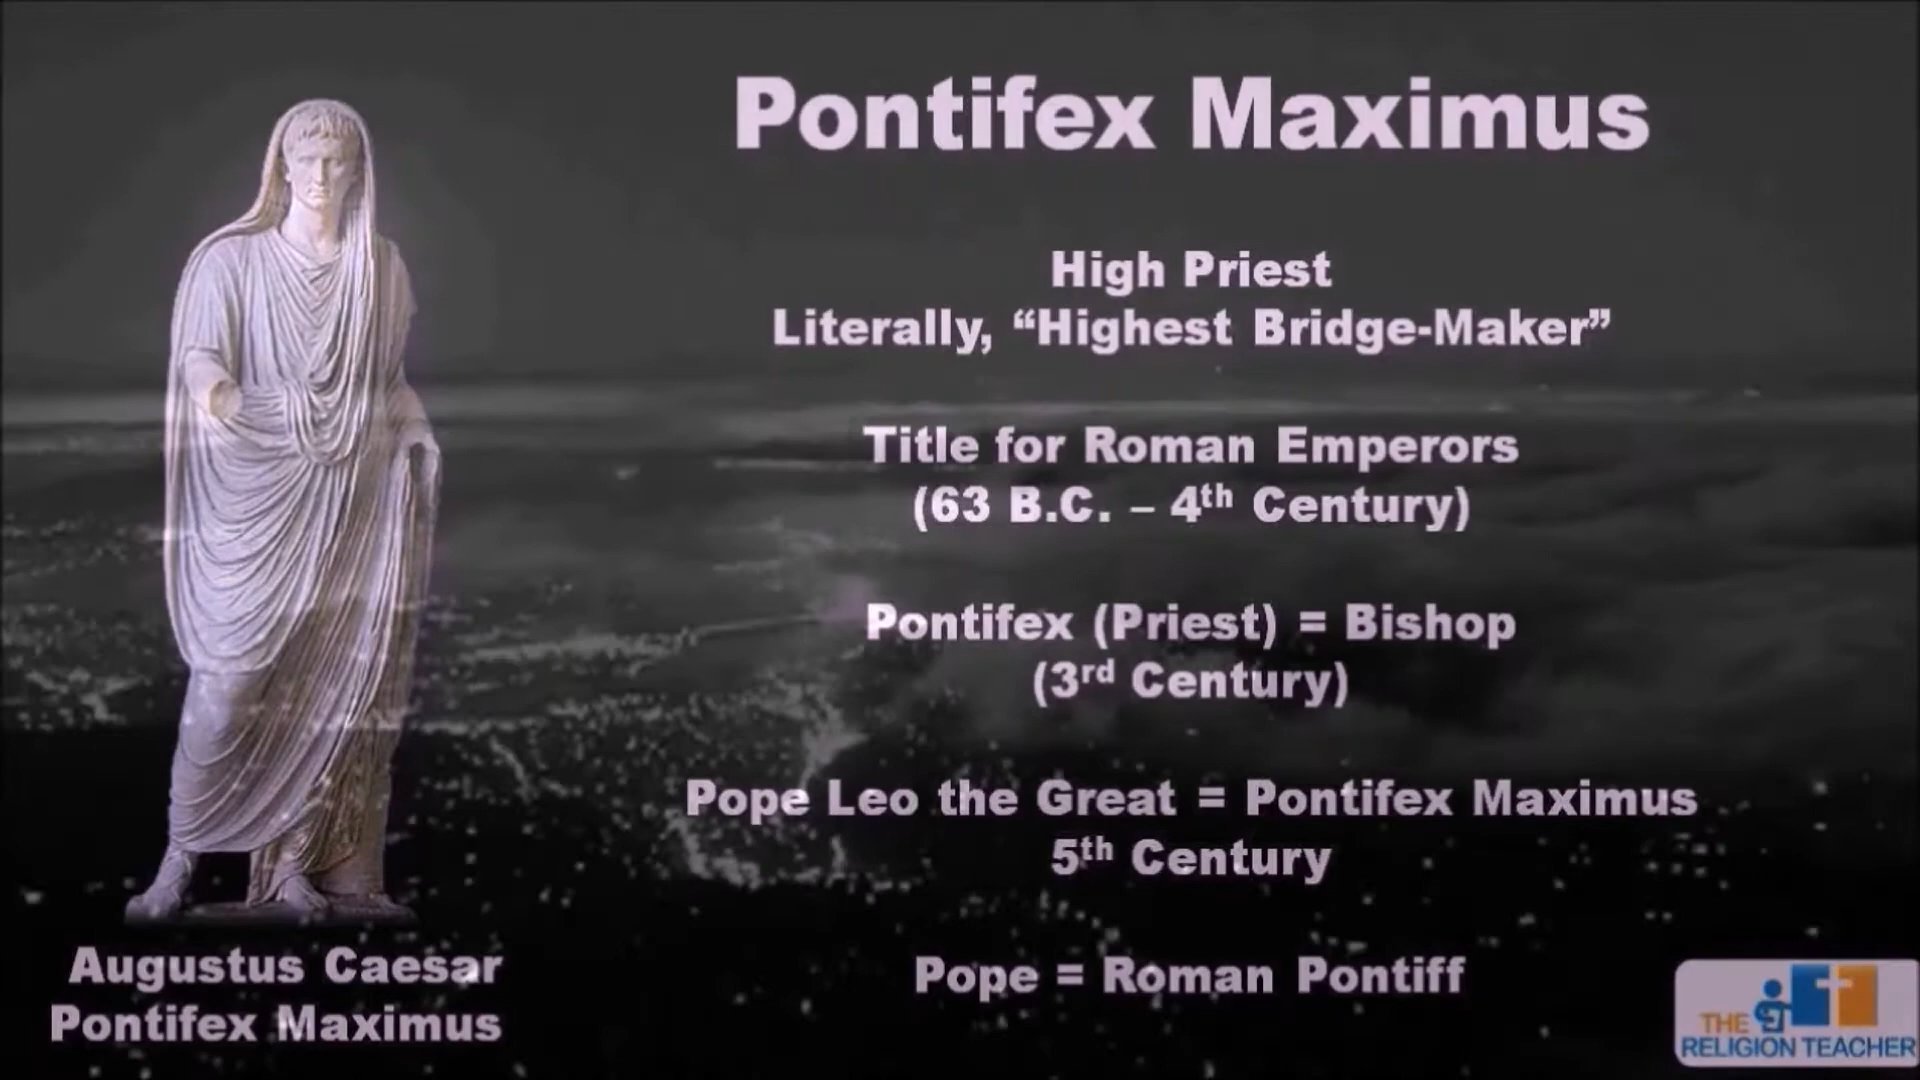 Pontifex Maximus
High Priest
Literally, “Highest Bridge-Maker”
Title for Roman Emperors
(63 B.C. – 4th Century)
Pontifex (Priest) = Bishop
(3rd Century)
Pope Leo the Great = Pontifex Maximus
5th Century
Pope = Roman Pontiff
Augustus Caesar
Pontifex Maximus
THE
RELIGION TEACHER